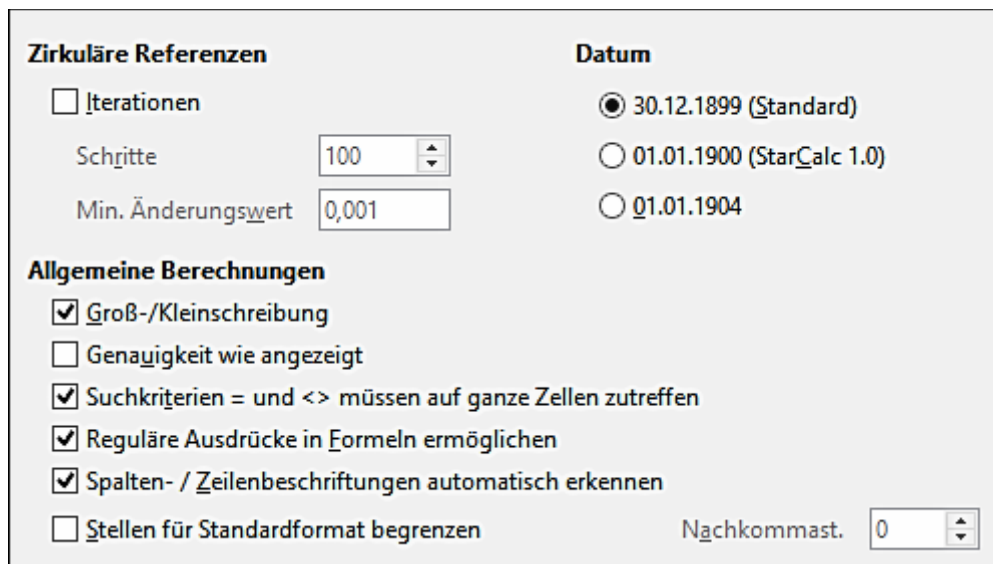 Zirkuläre Referenzen
Iterationen
Schritte 100
Min. Änderungswert 0,001
Datum
30.12.1899 (Standard)
01.01.1900 (StarCalc 1.0)
01.01.1904
Allgemeine Berechnungen
Groß-/Kleinschreibung
Genauigkeit wie angezeigt
Suchkriterien = und <> müssen auf ganze Zellen zutreffen
Reguläre Ausdrücke in Formeln ermöglichen
Spalten- / Zeilenbeschriftungen automatisch erkennen
Stellen für Standardformat begrenzen Nachkommast. 0